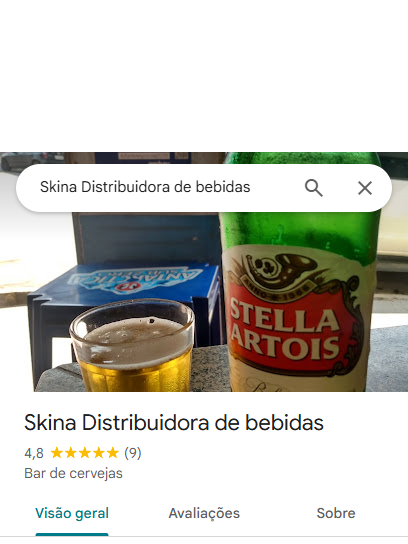 Skina Distribuidora de bebidas
ANTARCTICA
STELLA
ARTOIS
Skina Distribuidora de bebidas
4,8 (9)
Bar de cervejas
Visão geral
Avaliações
Sobre